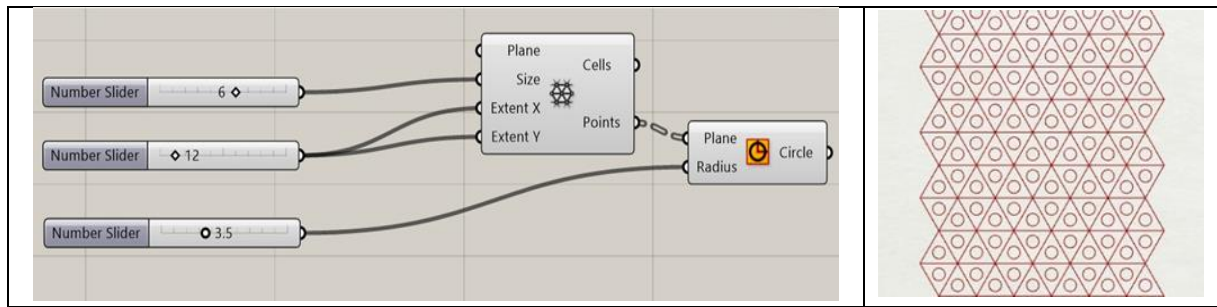 Number Slider 6
Number Slider 12
Number Slider 3.5
Plane
Size
Extent X
Extent Y
Cells
Points
Plane
Radius
Circle